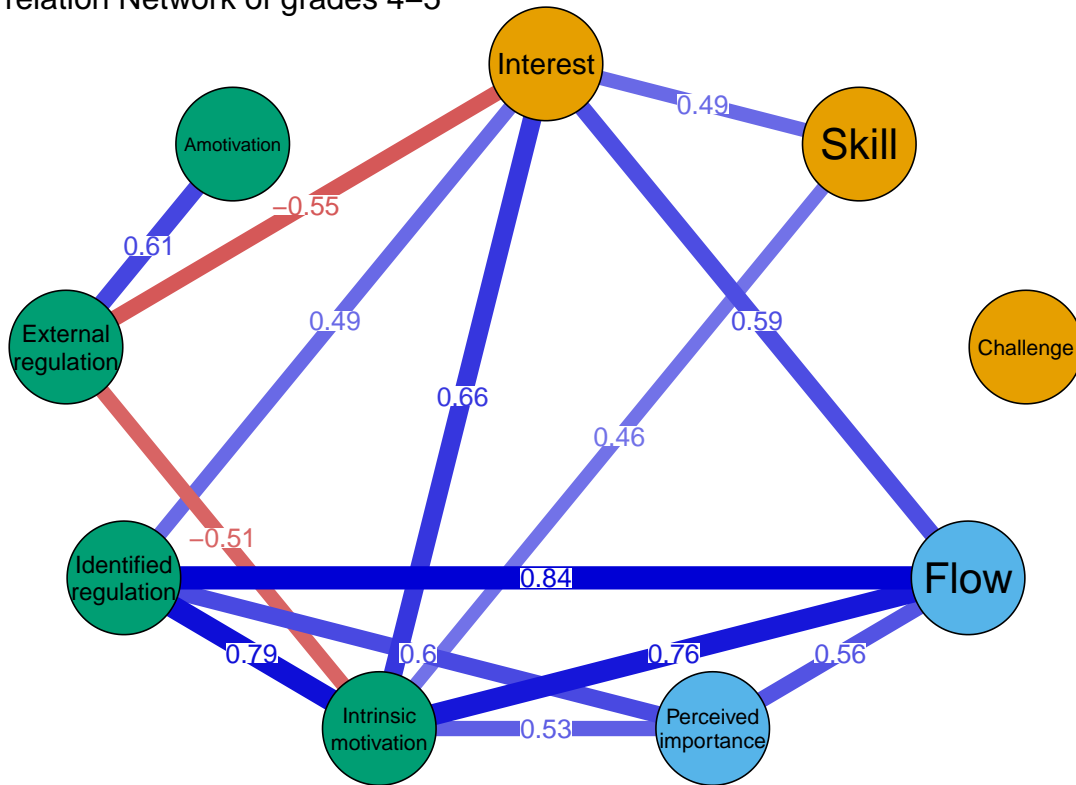 relation Network of grades 4–5
Interest
0.49
Amotivation
Skill
−0.55
0.61
0.49
0.59
External
regulation
Challenge
0.66
0.46
−0.51
Identified
regulation
0.84
Flow
0.79
0.6
0.76
0.56
Intrinsic
motivation
0.53
Perceived
importance